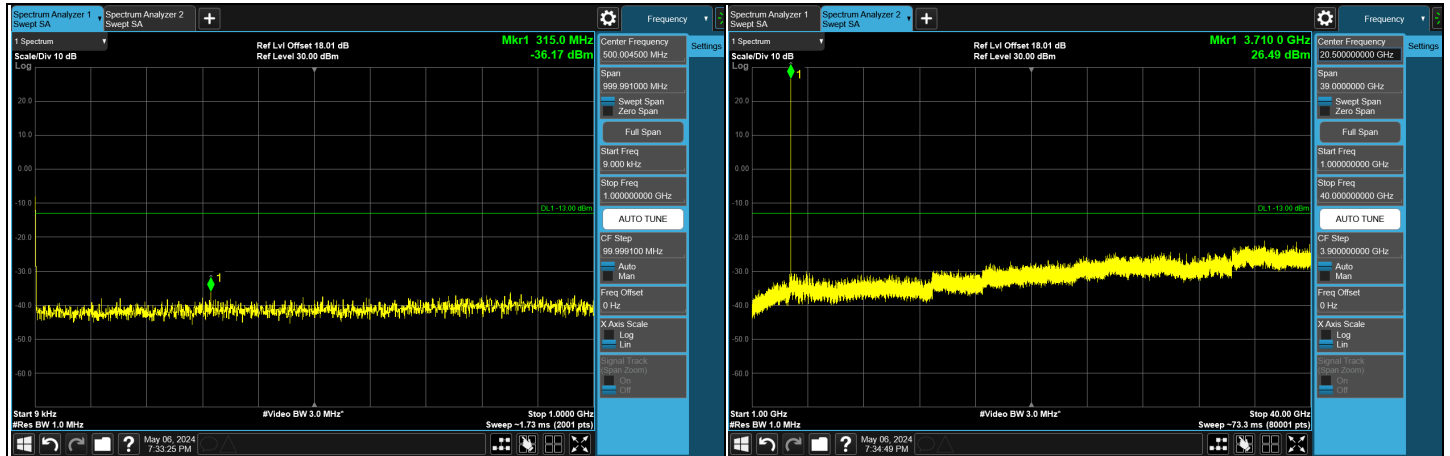 Spectrum Analyzer 1
Swept SA
Spectrum Analyzer 2
Swept SA
+
Frequency
1 Spectrum
Scale/Div 10 dB
Log
Ref Lvl Offset 18.01 dB
Ref Level 30.00 dBm
Mkr1 315.0 MHz
-36.17 dBm
20.0
10.0
0.00
-10.0
-20.0
-30.0
-40.0
-50.0
-60.0
DL1 -13.00 dBm
1
Start 9 kHz
#Res BW 1.0 MHz
#Video BW 3.0 MHz*
Stop 1.0000 GHz
Sweep ~1.73 ms (2001 pts)
Center Frequency
500.004500 MHz
Settings
Span
999.991000 MHz
Swept Span
Zero Span
Full Span
Start Freq
9.000 kHz
Stop Freq
1.000000000 GHz
AUTO TUNE
CF Step
99.999100 MHz
Auto
Man
Freq Offset
0 Hz
X Axis Scale
Log
Lin
Signal Track
(Span Zoom)
On
Off
?
May 06, 2024
7:33:25 PM
Spectrum Analyzer 1
Swept SA
Spectrum Analyzer 2
Swept SA
+
Frequency
1 Spectrum
Scale/Div 10 dB
Log
Ref Lvl Offset 18.01 dB
Ref Level 30.00 dBm
Mkr1 3.710 0 GHz
26.49 dBm
1
20.0
10.0
0.00
-10.0
-20.0
-30.0
-40.0
-50.0
-60.0
DL1 -13.00 dBm
Start 1.00 GHz
#Res BW 1.0 MHz
#Video BW 3.0 MHz*
Stop 40.00 GHz
Sweep ~73.3 ms (80001 pts)
Center Frequency
20.500000000 GHz
Settings
Span
39.0000000 GHz
Swept Span
Zero Span
Full Span
Start Freq
1.000000000 GHz
Stop Freq
40.000000000 GHz
AUTO TUNE
CF Step
3.900000000 GHz
Auto
Man
Freq Offset
0 Hz
X Axis Scale
Log
Lin
Signal Track
(Span Zoom)
On
Off
?
May 06, 2024
7:34:49 PM